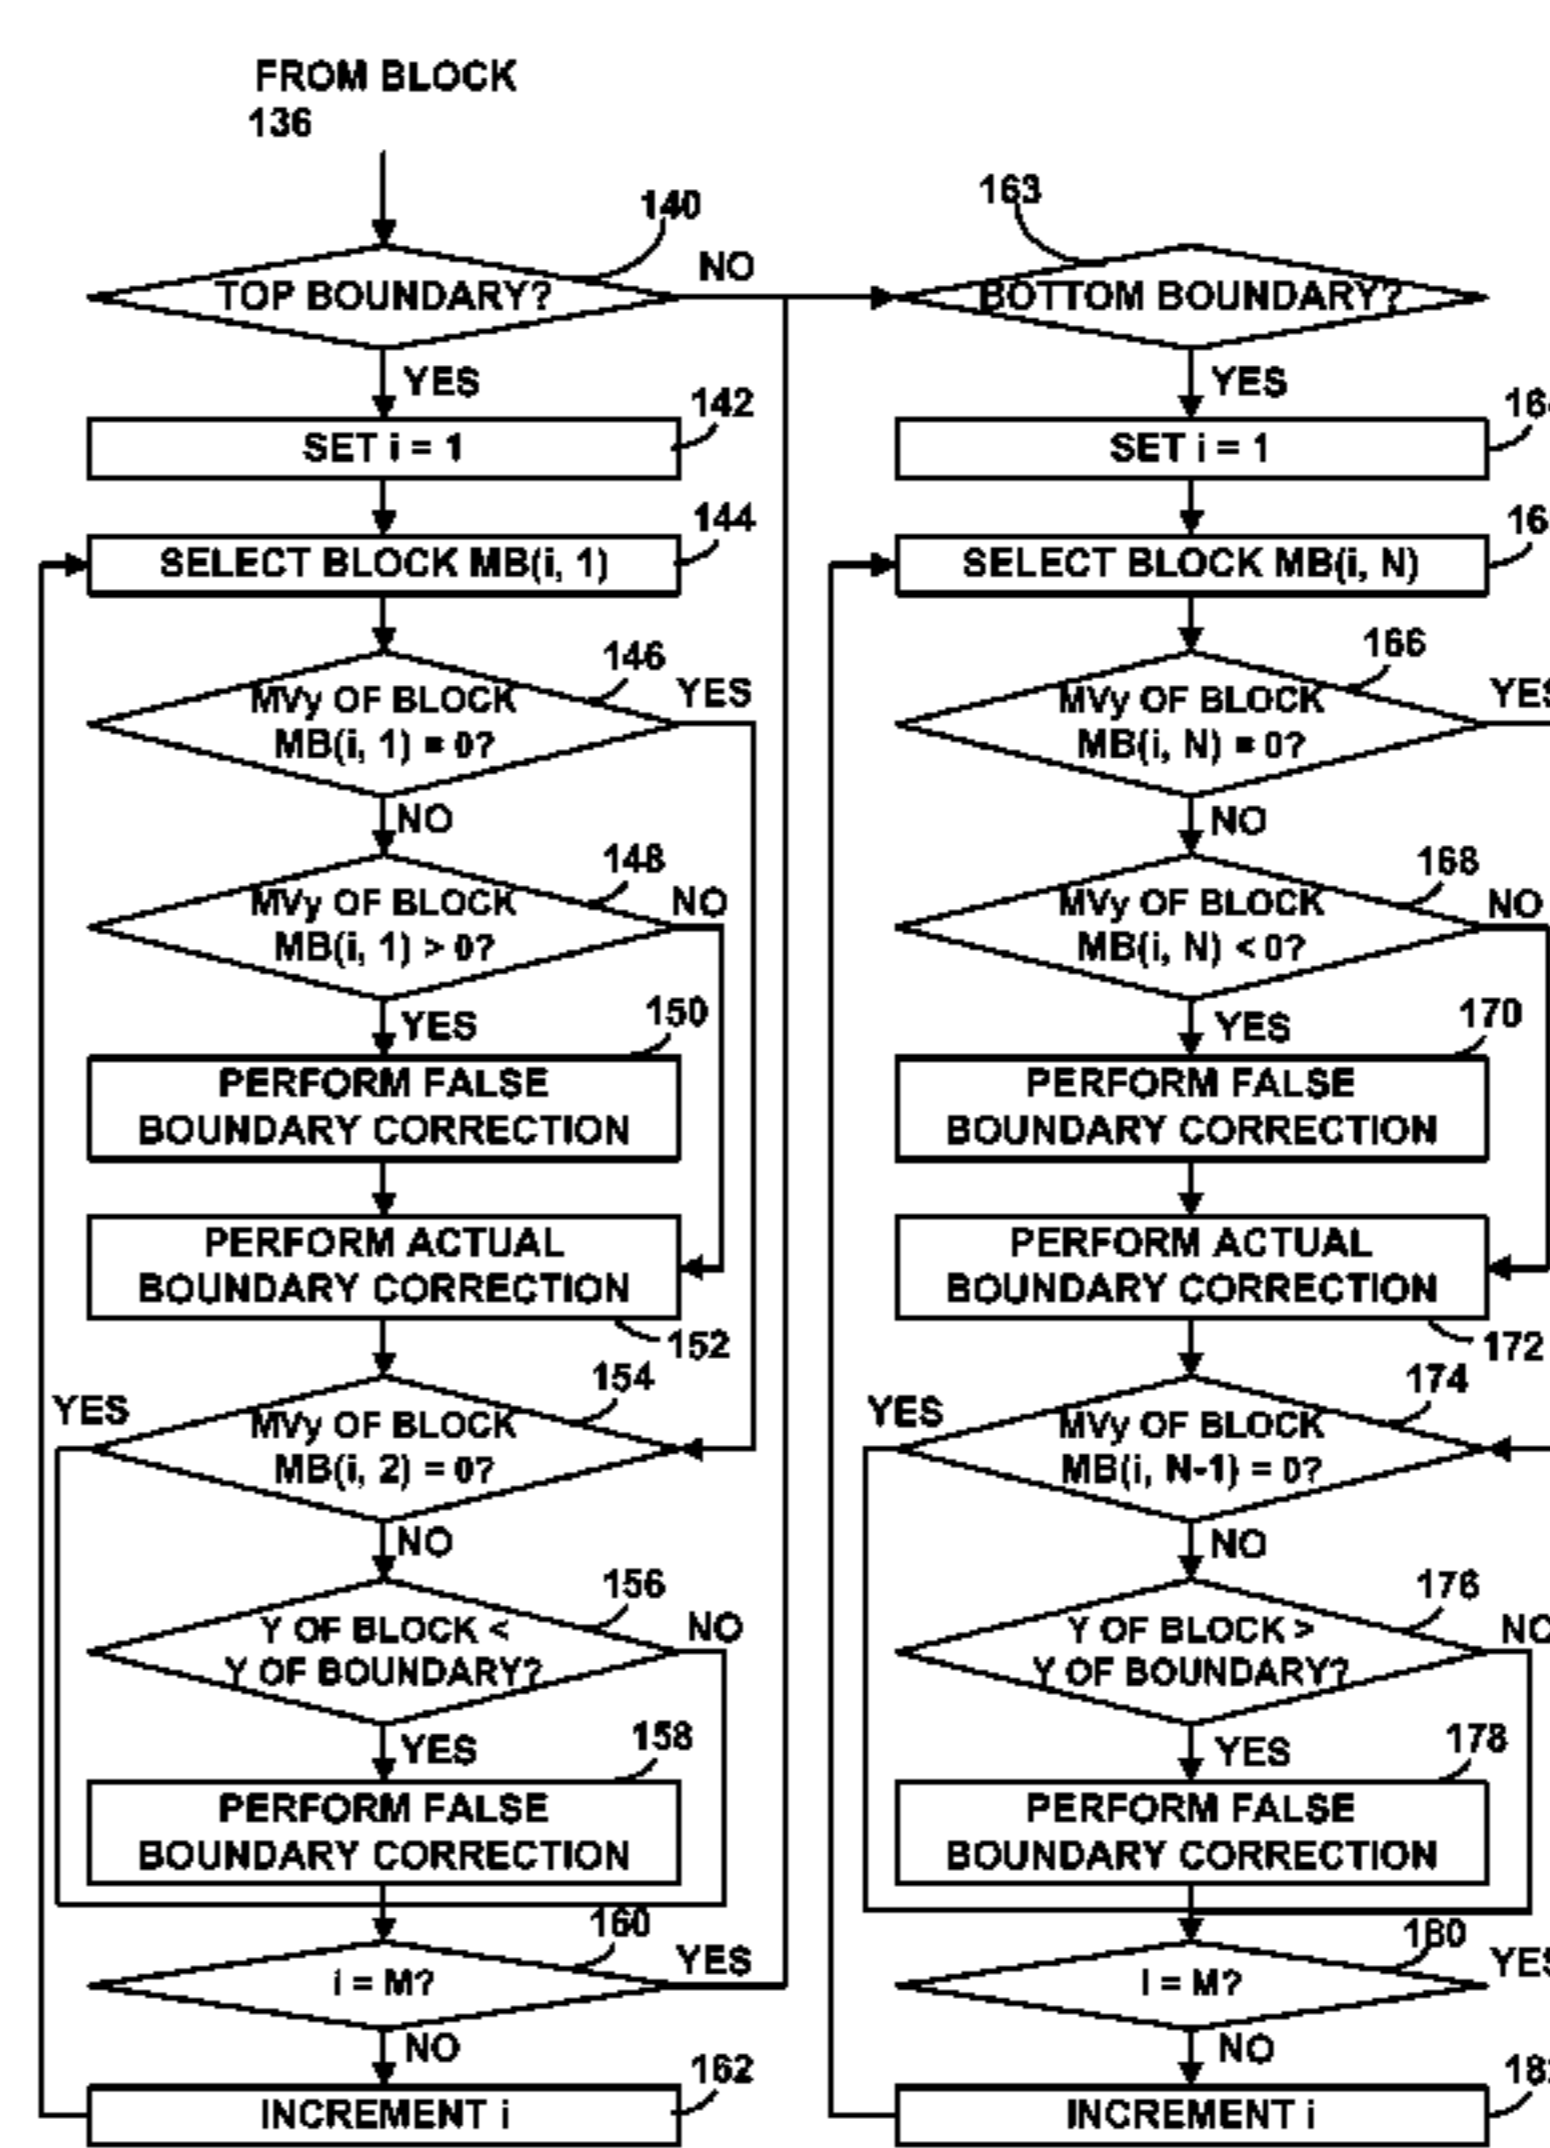 FROM BLOCK
136
140
TOP BOUNDARY?
NO
YES
142
SET i = 1
144
SELECT BLOCK MB(i, 1)
146
MVy OF BLOCK
MB(i, 1) = 0?
YES
NO
148
MVy OF BLOCK
MB(i, 1) > 0?
NO
YES
150
PERFORM FALSE
BOUNDARY CORRECTION
PERFORM ACTUAL
BOUNDARY CORRECTION
152
154
YES
MVy OF BLOCK
MB(i, 2) = 0?
NO
156
Y OF BLOCK <
Y OF BOUNDARY?
NO
YES
158
PERFORM FALSE
BOUNDARY CORRECTION
160
i = M?
YES
NO
162
INCREMENT i
163
BOTTOM BOUNDARY?
YES
SET i = 1
SELECT BLOCK MB(i, N)
166
MVy OF BLOCK
MB(i, N) = 0?
YES
NO
168
MVy OF BLOCK
MB(i, N) < 0?
NO
YES
170
PERFORM FALSE
BOUNDARY CORRECTION
PERFORM ACTUAL
BOUNDARY CORRECTION
172
174
YES
MVy OF BLOCK
MB(i, N-1) = 0?
NO
176
Y OF BLOCK >
Y OF BOUNDARY?
NO
YES
178
PERFORM FALSE
BOUNDARY CORRECTION
180
i = M?
YES
NO
INCREMENT i